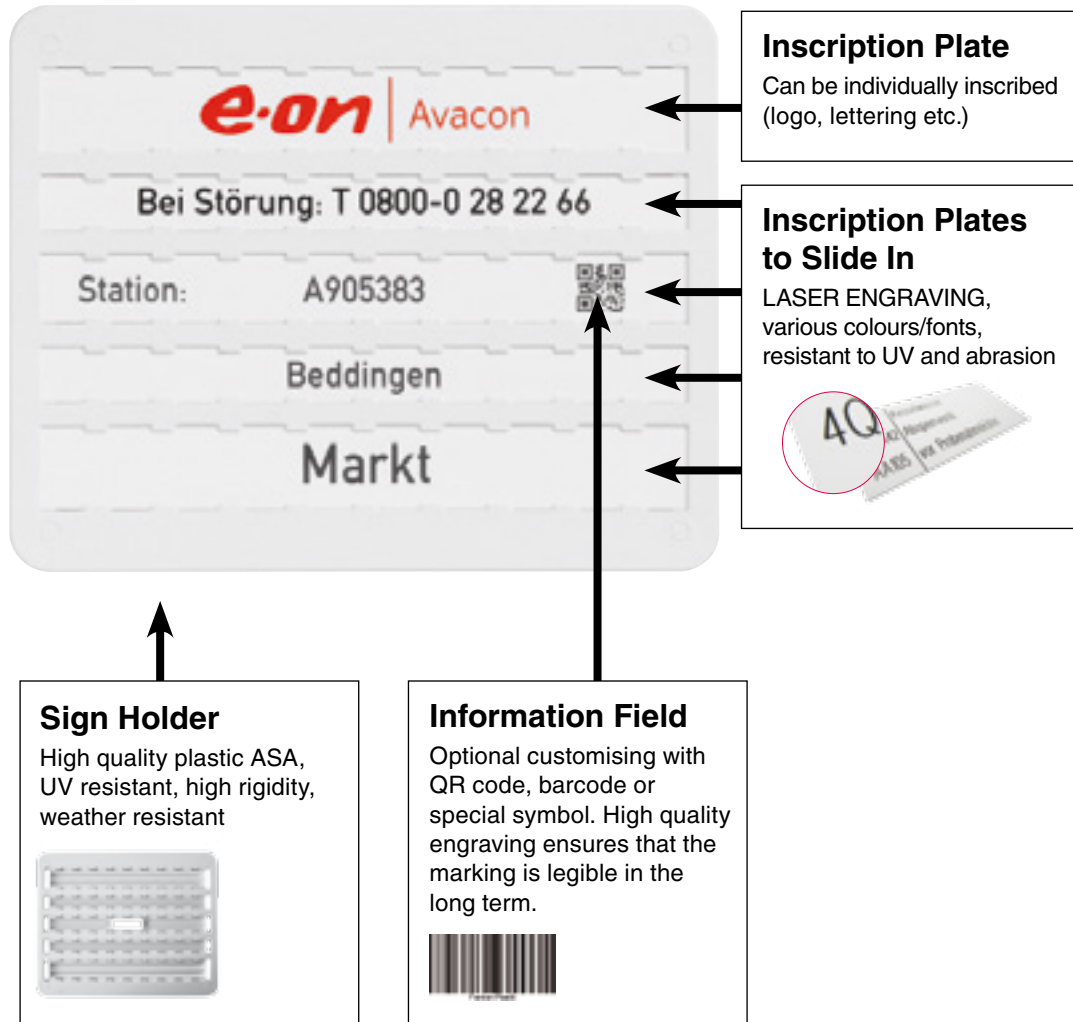 e·on | Avacon
Bei Störung: T 0800-0 28 22 66
Station: A905383
Beddingen
Markt
Inscription Plate
Can be individually inscribed
(logo, lettering etc.)
Inscription Plates
to Slide In
LASER ENGRAVING,
various colours/fonts,
resistant to UV and abrasion
4Q
Sign Holder
High quality plastic ASA,
UV resistant, high rigidity,
weather resistant
Information Field
Optional customising with
QR code, barcode or
special symbol. High quality
engraving ensures that the
marking is legible in the
long term.